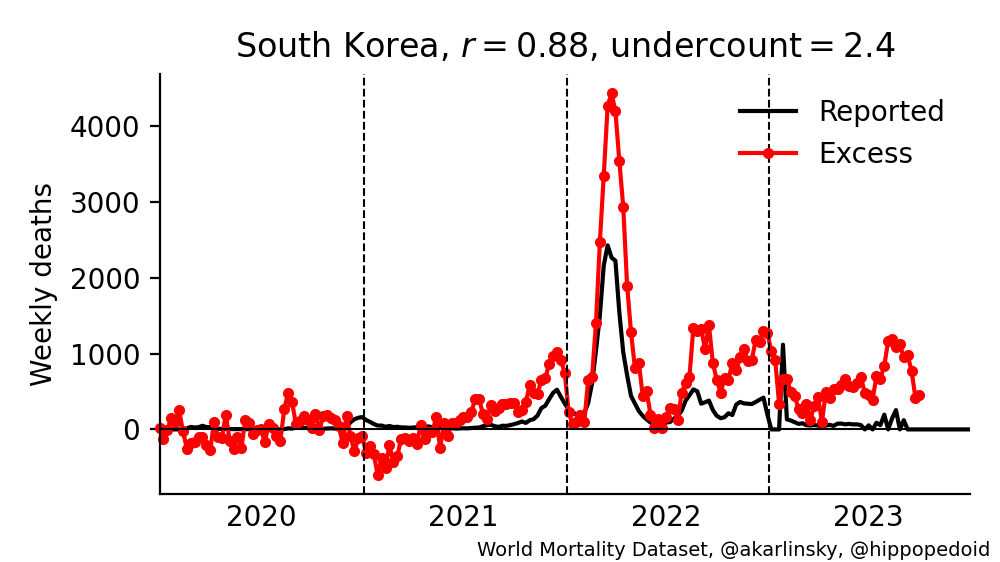 South Korea, r = 0.88, undercount = 2.4
Weekly deaths
4000
3000
2000
1000
0
Reported
Excess
2020 2021 2022 2023
World Mortality Dataset, @akarlinsky, @hippopedoid